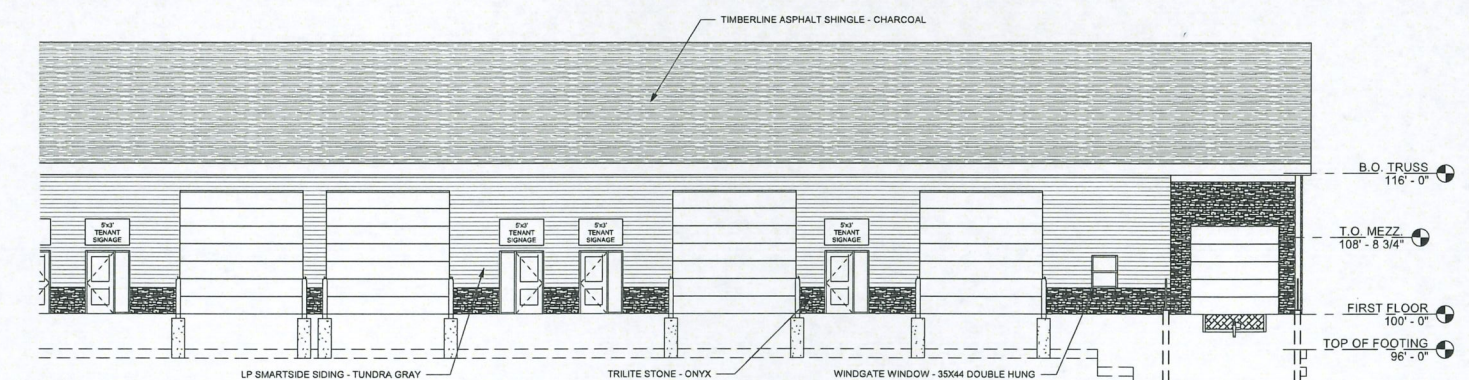 TIMBERLINE ASPHALT SHINGLE - CHARCOAL
B.O. TRUSS
116' - 0"
5'x3'
TENANT
SIGNAGE
5'x3'
TENANT
SIGNAGE
5'x3'
TENANT
SIGNAGE
5'x3'
TENANT
SIGNAGE
T.O. MEZZ.
108' - 8 3/4"
FIRST FLOOR
100' - 0"
TOP OF FOOTING
96' - 0"
LP SMARTSIDE SIDING - TUNDRA GRAY
TRILITE STONE - ONYX
WINDGATE WINDOW - 35X44 DOUBLE HUNG